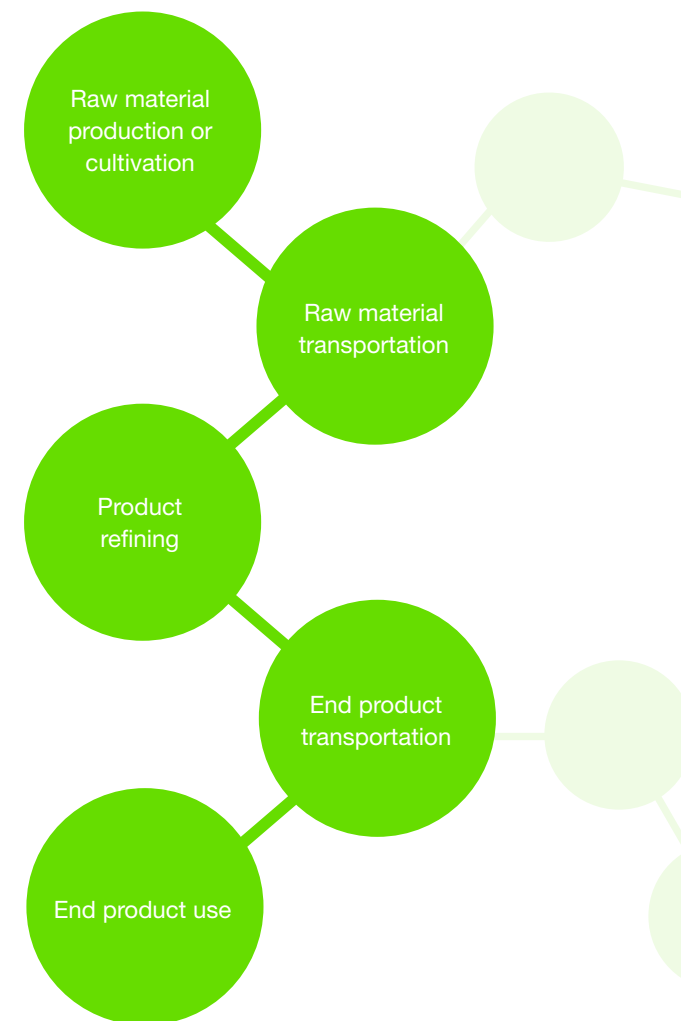 Raw material
production or
cultivation
Raw material
transportation
Product
refining
End product
transportation
End product use